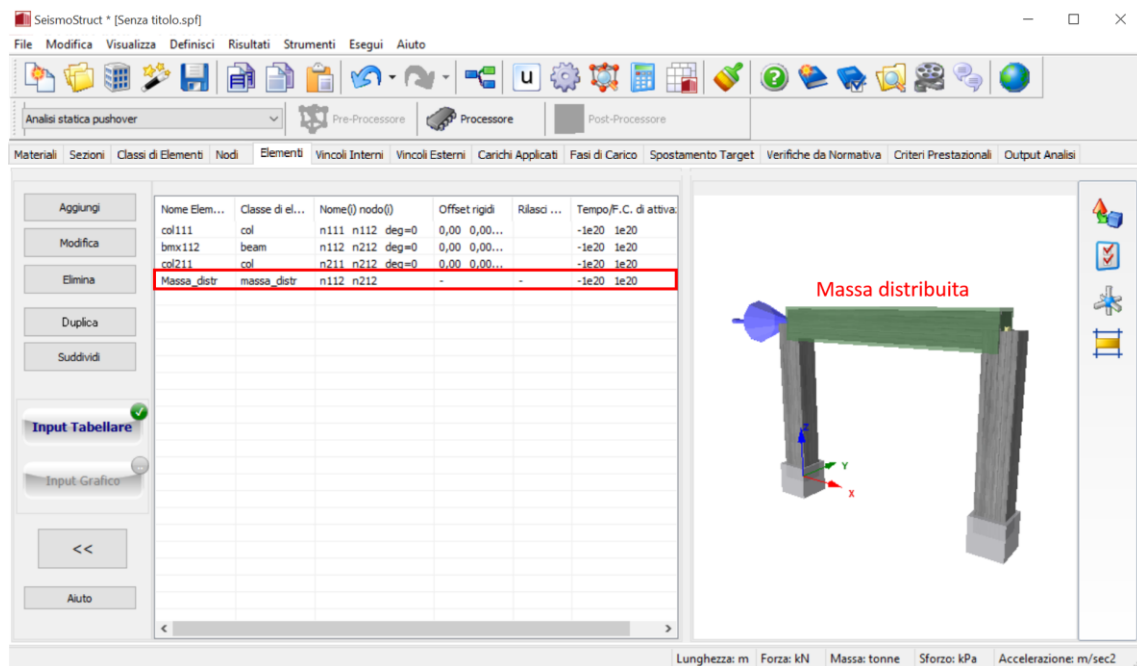 SeismoStruct * [Senza titolo.spf]
File Modifica Visualizza Definisci Risultati Strumenti Esegui Aiuto
u
Analisi statica pushover
Pre-Processore
Processore
Post-Processore
Materiali Sezioni Classi di Elementi Nodi Elementi Vincoli Interni Vincoli Esterni Carichi Applicati Fasi di Carico Spostamento Target Verifiche da Normativa Criteri Prestazionali Output Analisi
Aggiungi
Modifica
Elimina
Duplica
Suddividi
Input Tabellare
Input Grafico
<<
Aiuto
Nome Elem... Classe di el... Nome(i) nodo(i) Offset rigidi Rilasci ... Tempo/F.C. di attiva:
col111 col n111 n112 deg=0 0,00 0,00... -1e20 1e20
bmx112 beam n112 n212 deg=0 0,00 0,00... -1e20 1e20
col211 col n211 n212 deg=0 0,00 0,00... -1e20 1e20
Massa_distr massa_distr n112 n212 - - -1e20 1e20
Massa distribuita
Z
Y
X
Lunghezza: m Forza: kN Massa: tonne Sforzo: kPa Accelerazione: m/sec2